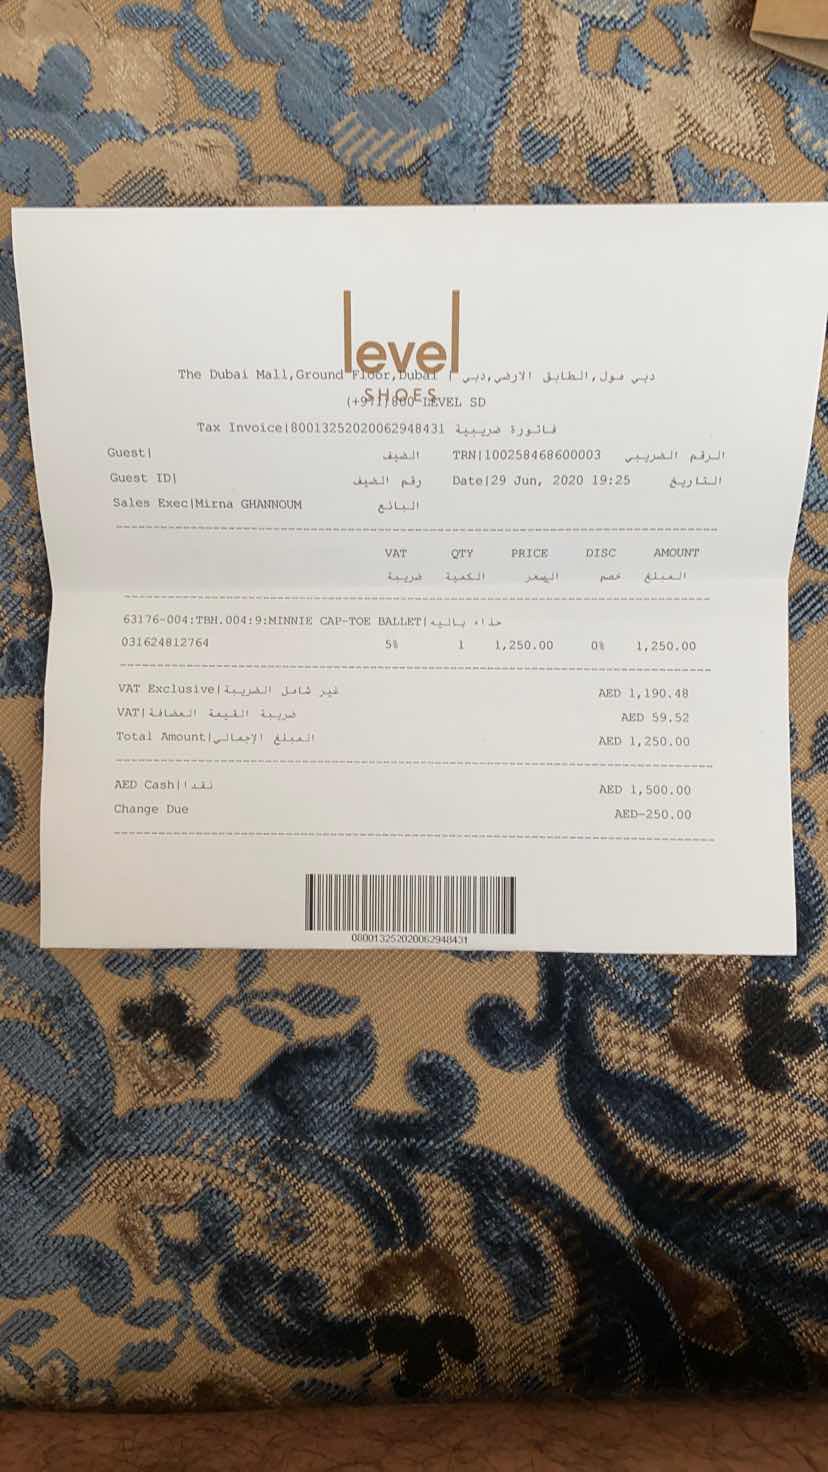 level
SHOES
The Dubai Mall,Ground Floor,Dubai | دبي مول,الطابق الارضي,دبي
(+971)800-LEVEL SD
Tax Invoice|80013252020062948431 فاتورة ضريبية
Guest| الضيف TRN|100258468600003 الرقم الضريبي
Guest ID| رقم الضيف Date|29 Jun, 2020 19:25 التاريخ
Sales Exec|Mirna GHANNOUM البائع
VAT QTY PRICE DISC AMOUNT
ضريبة الكمية السعر خصم المبلغ
63176-004:TBH.004:9:MINNIE CAP-TOE BALLET|حذاء باليه
031624812764 5% 1 1,250.00 0% 1,250.00
VAT Exclusive|غير شامل الضريبة AED 1,190.48
VAT|ضريبة القيمة المضافة AED 59.52
Total Amount|المبلغ الإجمالي AED 1,250.00
AED Cash|نقدا AED 1,500.00
Change Due AED-250.00
080013252020062948431